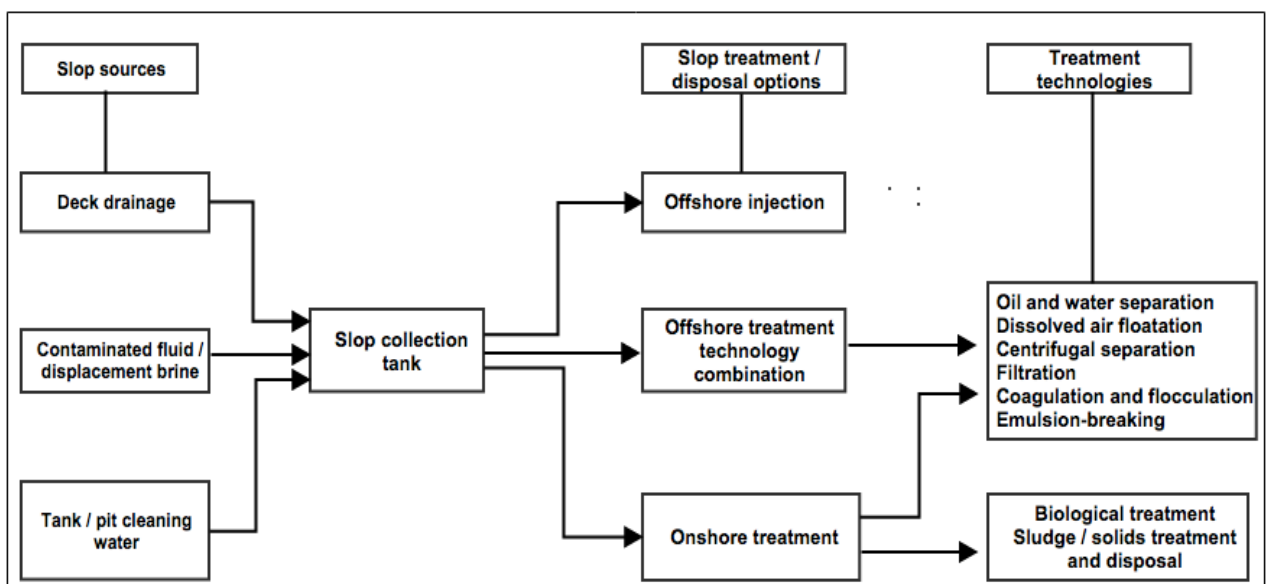 Slop sources
Slop treatment /
disposal options
Treatment
technologies
Deck drainage
Offshore injection
Contaminated fluid /
displacement brine
Slop collection
tank
Offshore treatment
technology
combination
Oil and water separation
Dissolved air floatation
Centrifugal separation
Filtration
Coagulation and flocculation
Emulsion-breaking
Tank / pit cleaning
water
Onshore treatment
Biological treatment
Sludge / solids treatment
and disposal